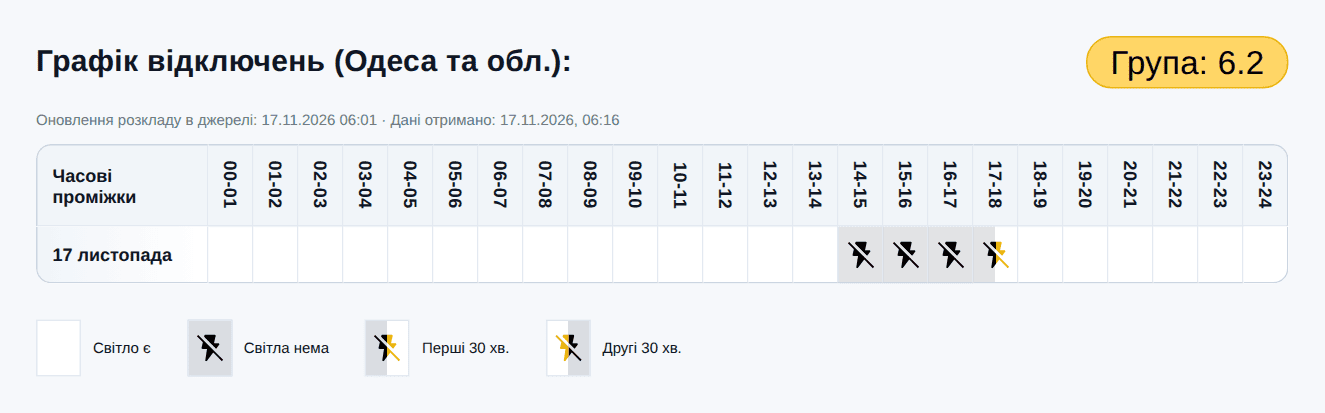 Графік відключень (Одеса та обл.):
Група: 6.2
Оновлення розкладу в джерелі: 17.11.2026 06:01 · Дані отримано: 17.11.2026, 06:16
Часові
проміжки
00-01
01-02
02-03
03-04
04-05
05-06
06-07
07-08
08-09
09-10
10-11
11-12
12-13
13-14
14-15
15-16
16-17
17-18
18-19
19-20
20-21
21-22
22-23
23-24
17 листопада
Світло є
Світла нема
Перші 30 хв.
Другі 30 хв.